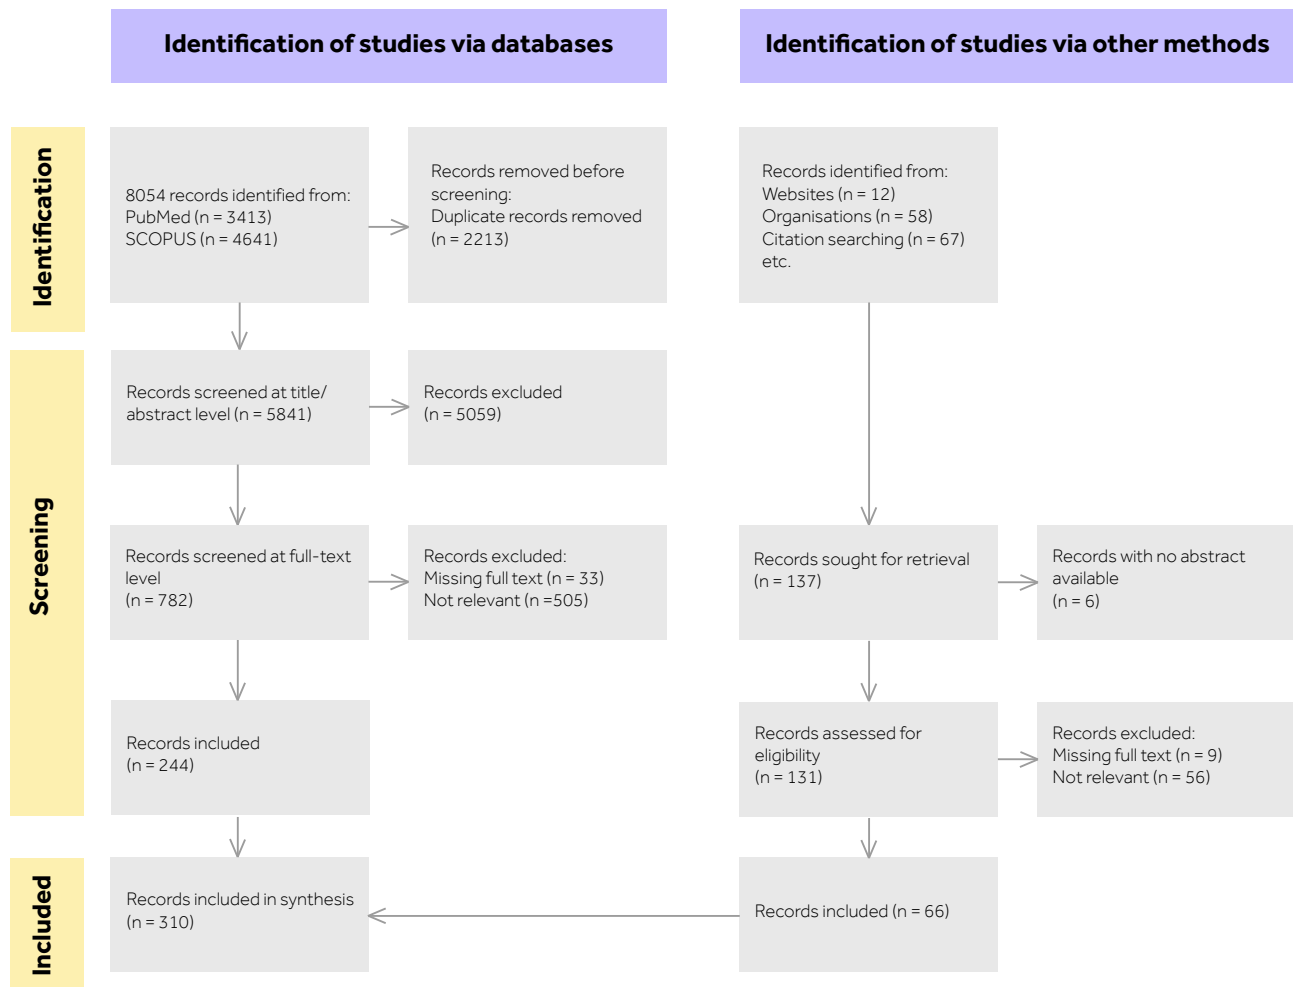 Identification of studies via databases
Identification of studies via other methods
Identification
8054 records identified from:
PubMed (n = 3413)
SCOPUS (n = 4641)
Records removed before
screening:
Duplicate records removed
(n = 2213)
Records identified from:
Websites (n = 12)
Organisations (n = 58)
Citation searching (n = 67)
etc.
Screening
Records screened at title/
abstract level (n = 5841)
Records excluded
(n = 5059)
Records screened at full-text
level
(n = 782)
Records excluded:
Missing full text (n = 33)
Not relevant (n =505)
Records sought for retrieval
(n = 137)
Records with no abstract
available
(n = 6)
Records included
(n = 244)
Records assessed for
eligibility
(n = 131)
Records excluded:
Missing full text (n = 9)
Not relevant (n = 56)
Included
Records included in synthesis
(n = 310)
Records included (n = 66)